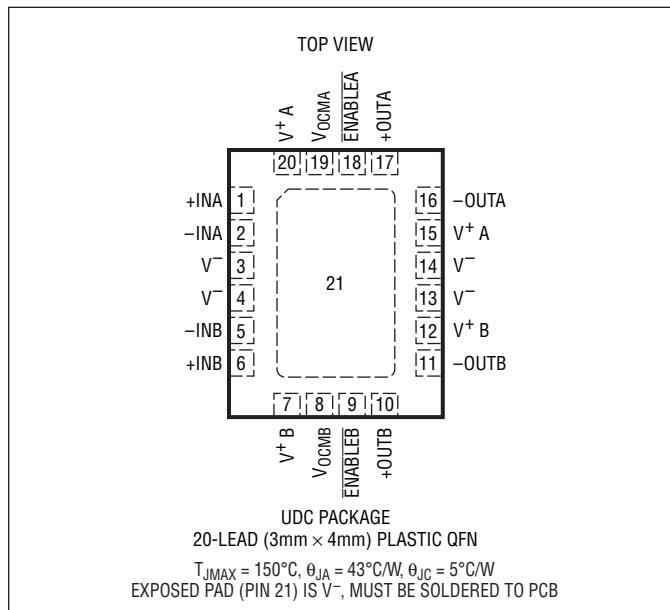 TOP VIEW
V+ A
VOCMA
ENABLEA
+OUTA
20 19 18 17
+INA 1
–INA 2
V– 3
V– 4
–INB 5
+INB 6
21
16 –OUTA
15 V+ A
14 V–
13 V–
12 V+ B
11 –OUTB
7 8 9 10
V+ B
VOCMB
ENABLEB
+OUTB
UDC PACKAGE
20-LEAD (3mm × 4mm) PLASTIC QFN
TJMAX = 150°C, θJA = 43°C/W, θJC = 5°C/W
EXPOSED PAD (PIN 21) IS V–, MUST BE SOLDERED TO PCB